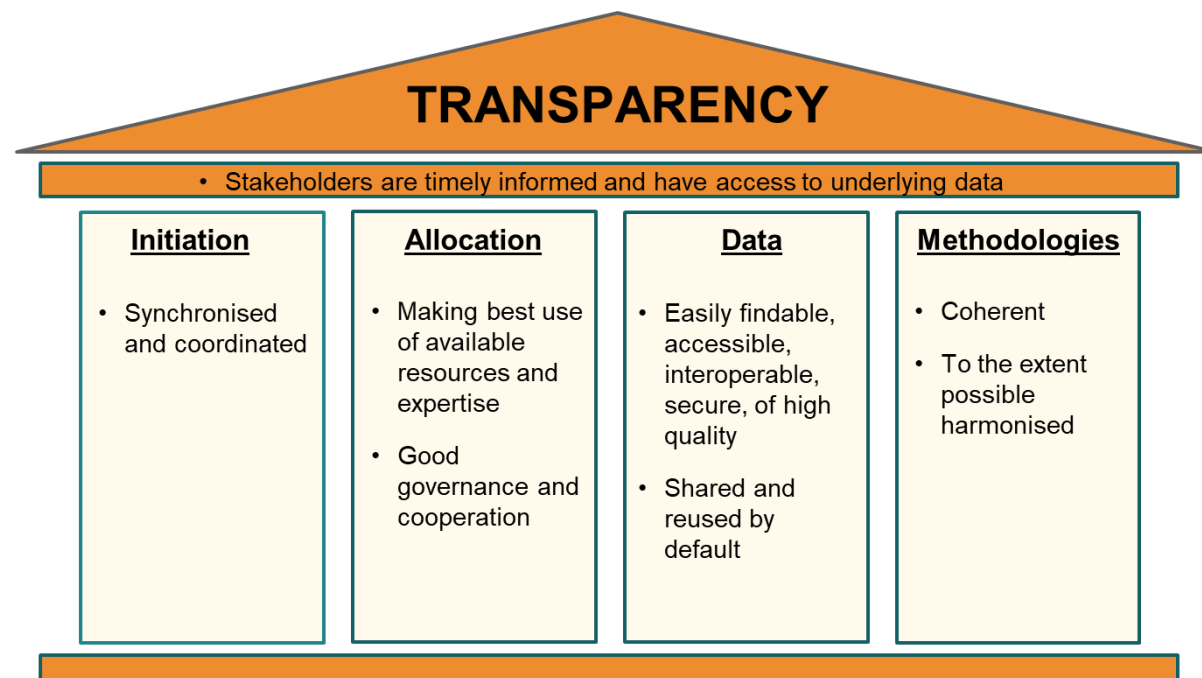 TRANSPARENCY
• Stakeholders are timely informed and have access to underlying data
Initiation
• Synchronised
and coordinated
Allocation
• Making best use
of available
resources and
expertise
• Good
governance and
cooperation
Data
• Easily findable,
accessible,
interoperable,
secure, of high
quality
• Shared and
reused by
default
Methodologies
• Coherent
• To the extent
possible
harmonised